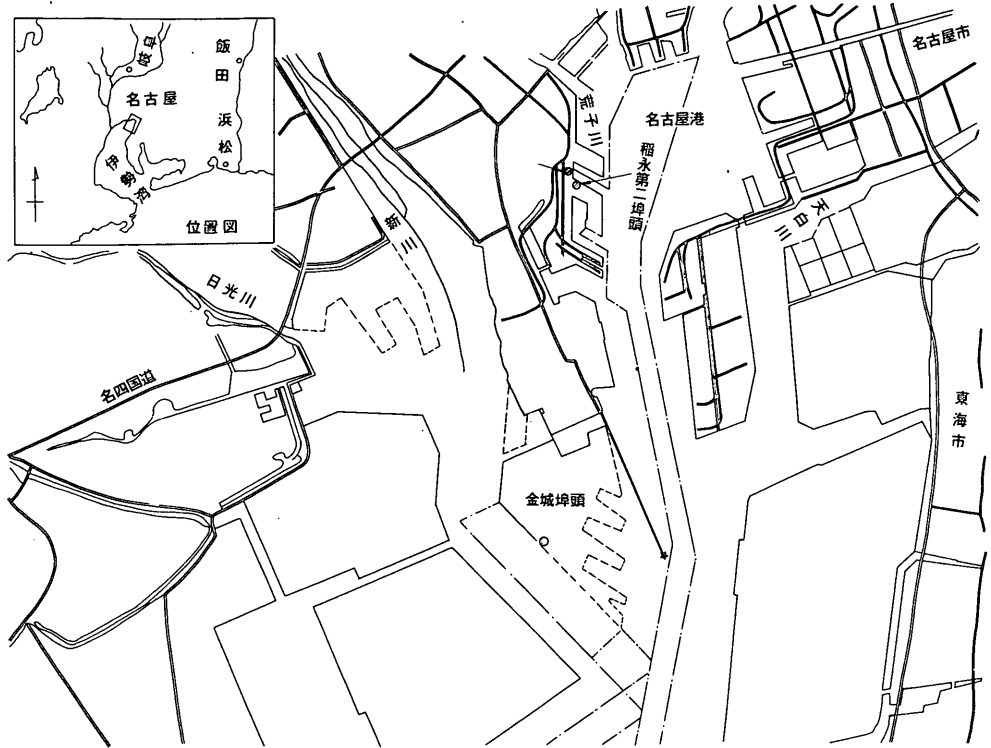 岐阜
飯田
名古屋
浜松
伊勢湾
位置図
名古屋市
荒子川
名古屋港
稲永第二埠頭
新川
天白川
日光川
名四国道
東海市
金城埠頭